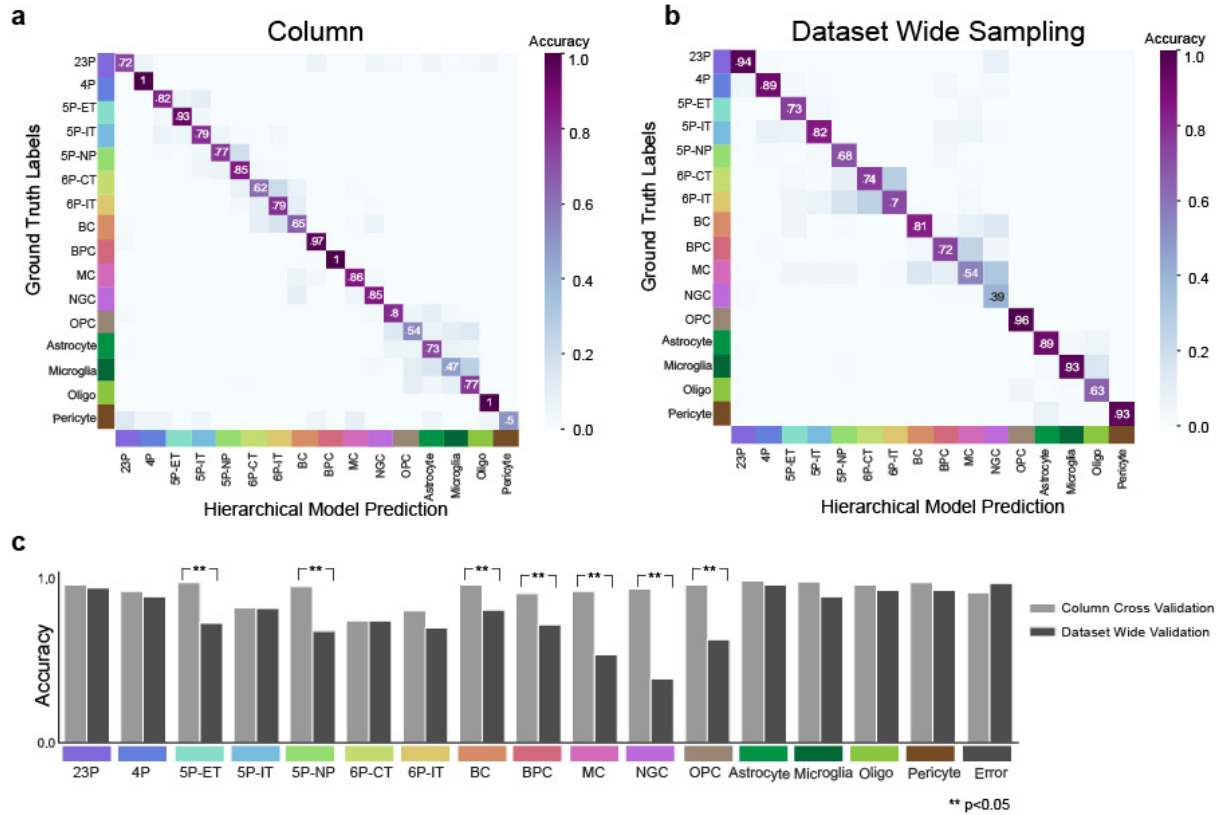 a
Column
Accuracy
Ground Truth Labels
23P
4P
5P-ET
5P-IT
5P-NP
6P-CT
6P-IT
BC
BPC
MC
NGC
OPC
Astrocyte
Microglia
Oligo
Pericyte
.72
1
.82
.93
.79
.77
.85
.62
.79
.65
.97
1
.86
.85
.8
.54
.73
.47
.77
1
.5
1.0
0.8
0.6
0.4
0.2
0.0
23P
4P
5P-ET
5P-IT
5P-NP
6P-CT
6P-IT
BC
BPC
MC
NGC
OPC
Astrocyte
Microglia
Oligo
Pericyte
Hierarchical Model Prediction
b
Dataset Wide Sampling
Accuracy
Ground Truth Labels
23P
4P
5P-ET
5P-IT
5P-NP
6P-CT
6P-IT
BC
BPC
MC
NGC
OPC
Astrocyte
Microglia
Oligo
Pericyte
.94
.89
.73
.82
.68
.74
.7
.81
.72
.54
.39
.96
.89
.93
.63
.93
1.0
0.8
0.6
0.4
0.2
0.0
23P
4P
5P-ET
5P-IT
5P-NP
6P-CT
6P-IT
BC
BPC
MC
NGC
OPC
Astrocyte
Microglia
Oligo
Pericyte
Hierarchical Model Prediction
c
1.0
Accuracy
0.0
**
**
**
**
**
**
**
Column Cross Validation
Dataset Wide Validation
23P
4P
5P-ET
5P-IT
5P-NP
6P-CT
6P-IT
BC
BPC
MC
NGC
OPC
Astrocyte
Microglia
Oligo
Pericyte
Error
** p<0.05